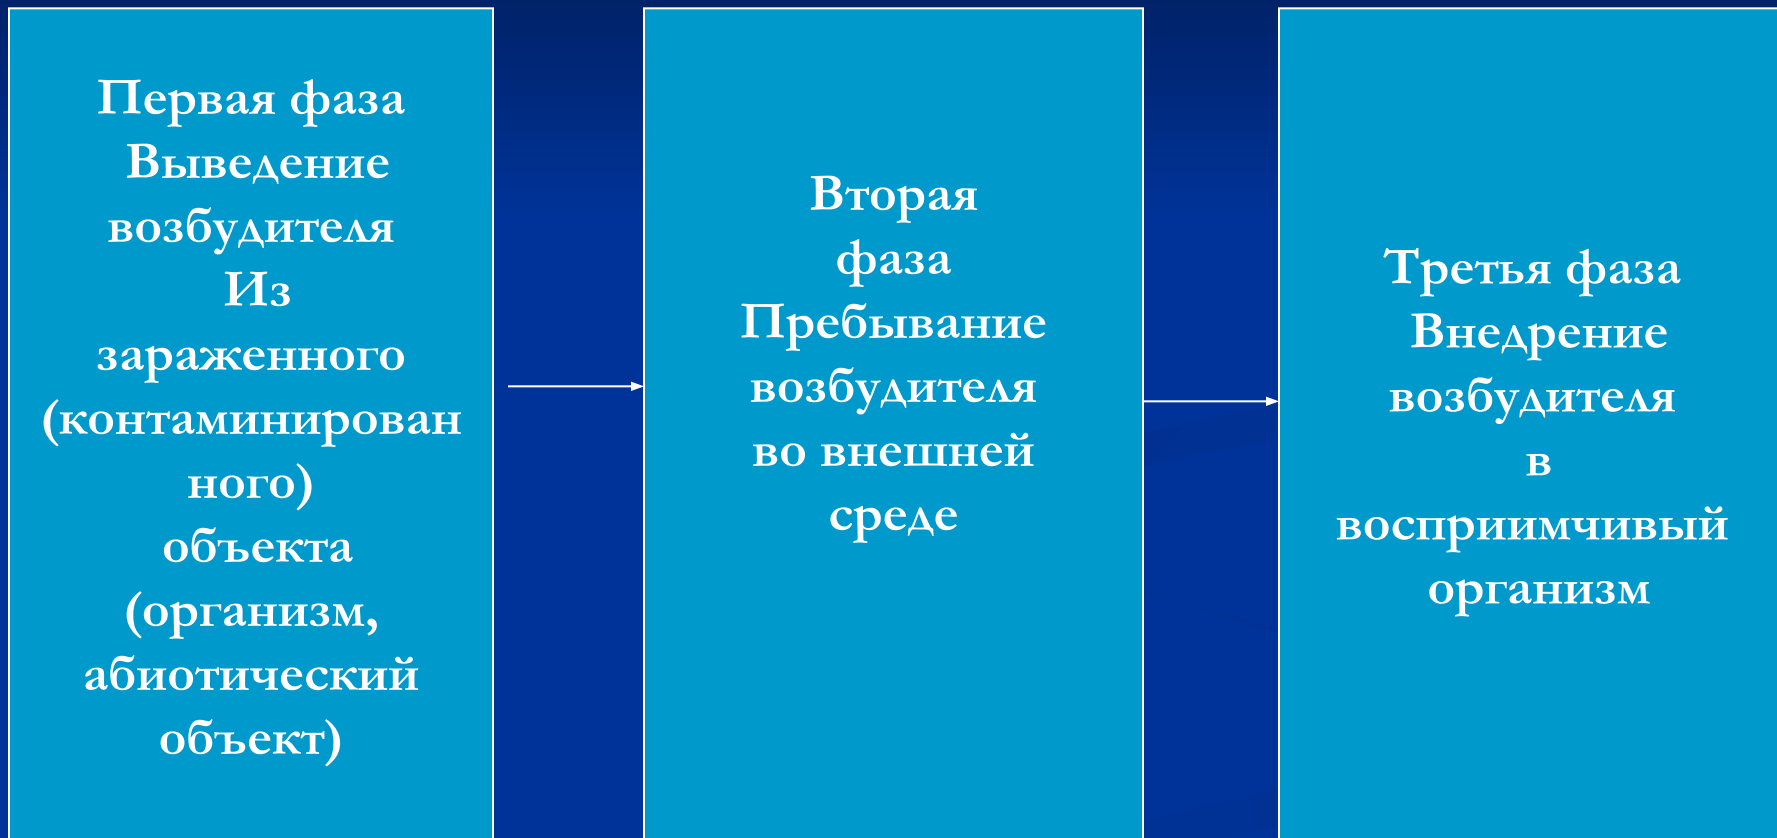 Первая фаза
Выведение
возбудителя
Из
зараженного
(контаминирован
ного)
объекта
(организм,
абиотический
объект)
Вторая
фаза
Пребывание
возбудителя
во внешней
среде
Третья фаза
Внедрение
возбудителя
в
восприимчивый
организм